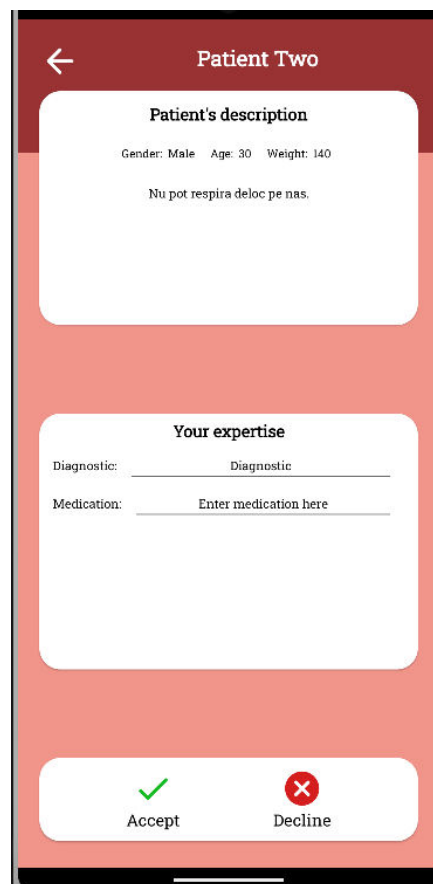 Patient Two
Patient's description
Gender: Male Age: 30 Weight: 140
Nu pot respira deloc pe nas.
Your expertise
Diagnostic: Diagnostic
Medication: Enter medication here
Accept Decline